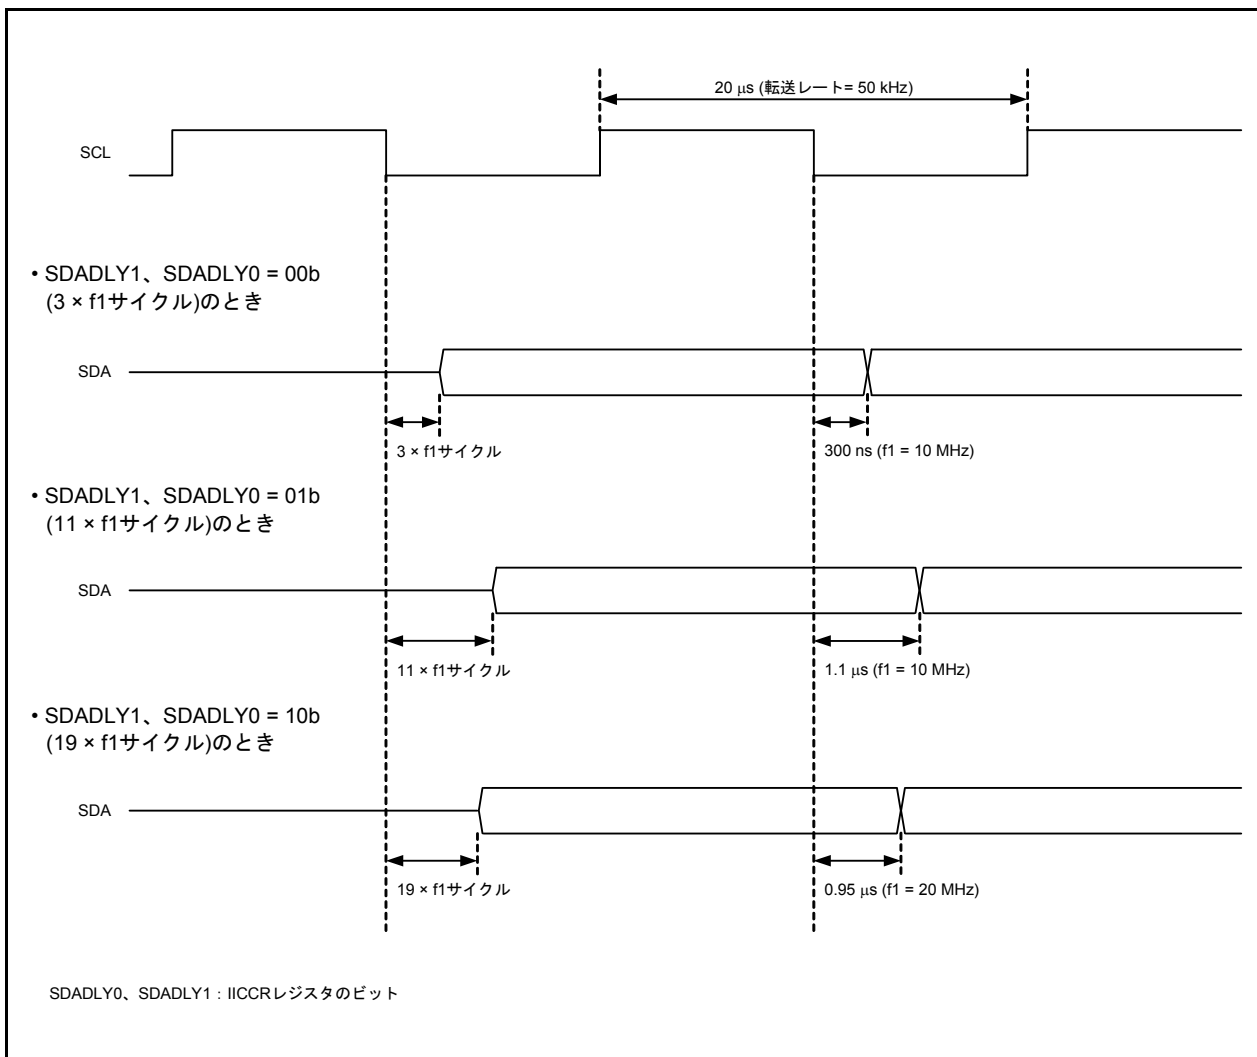 20 μs (転送レート= 50 kHz)
SCL
• SDADLY1、SDADLY0 = 00b
(3 × f1サイクル)のとき
SDA
3 × f1サイクル
300 ns (f1 = 10 MHz)
• SDADLY1、SDADLY0 = 01b
(11 × f1サイクル)のとき
SDA
11 × f1サイクル
1.1 μs (f1 = 10 MHz)
• SDADLY1、SDADLY0 = 10b
(19 × f1サイクル)のとき
SDA
19 × f1サイクル
0.95 μs (f1 = 20 MHz)
SDADLY0、SDADLY1 : IICCRレジスタのビット